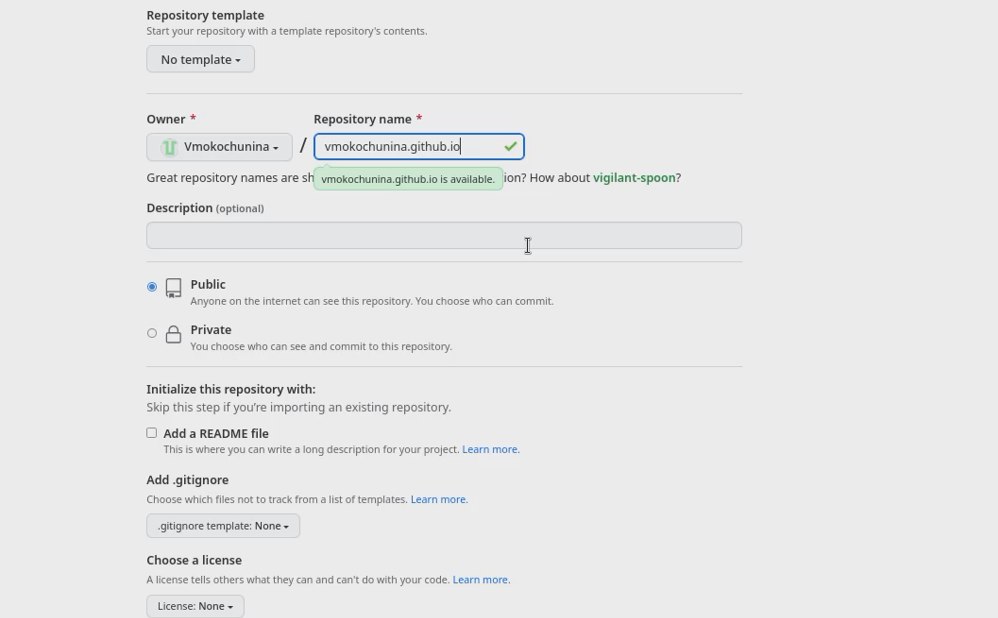 Repository template
Start your repository with a template repository's contents.
No template
Owner *
Repository name *
Vmokochunina
/
vmokochunina.github.io
Great repository names are sh
vmokochunina.github.io is available.
ion? How about vigilant-spoon?
Description (optional)
Public
Anyone on the internet can see this repository. You choose who can commit.
Private
You choose who can see and commit to this repository.
Initialize this repository with:
Skip this step if you're importing an existing repository.
Add a README file
This is where you can write a long description for your project. Learn more.
Add .gitignore
Choose which files not to track from a list of templates. Learn more.
.gitignore template: None
Choose a license
A license tells others what they can and can't do with your code. Learn more.
License: None